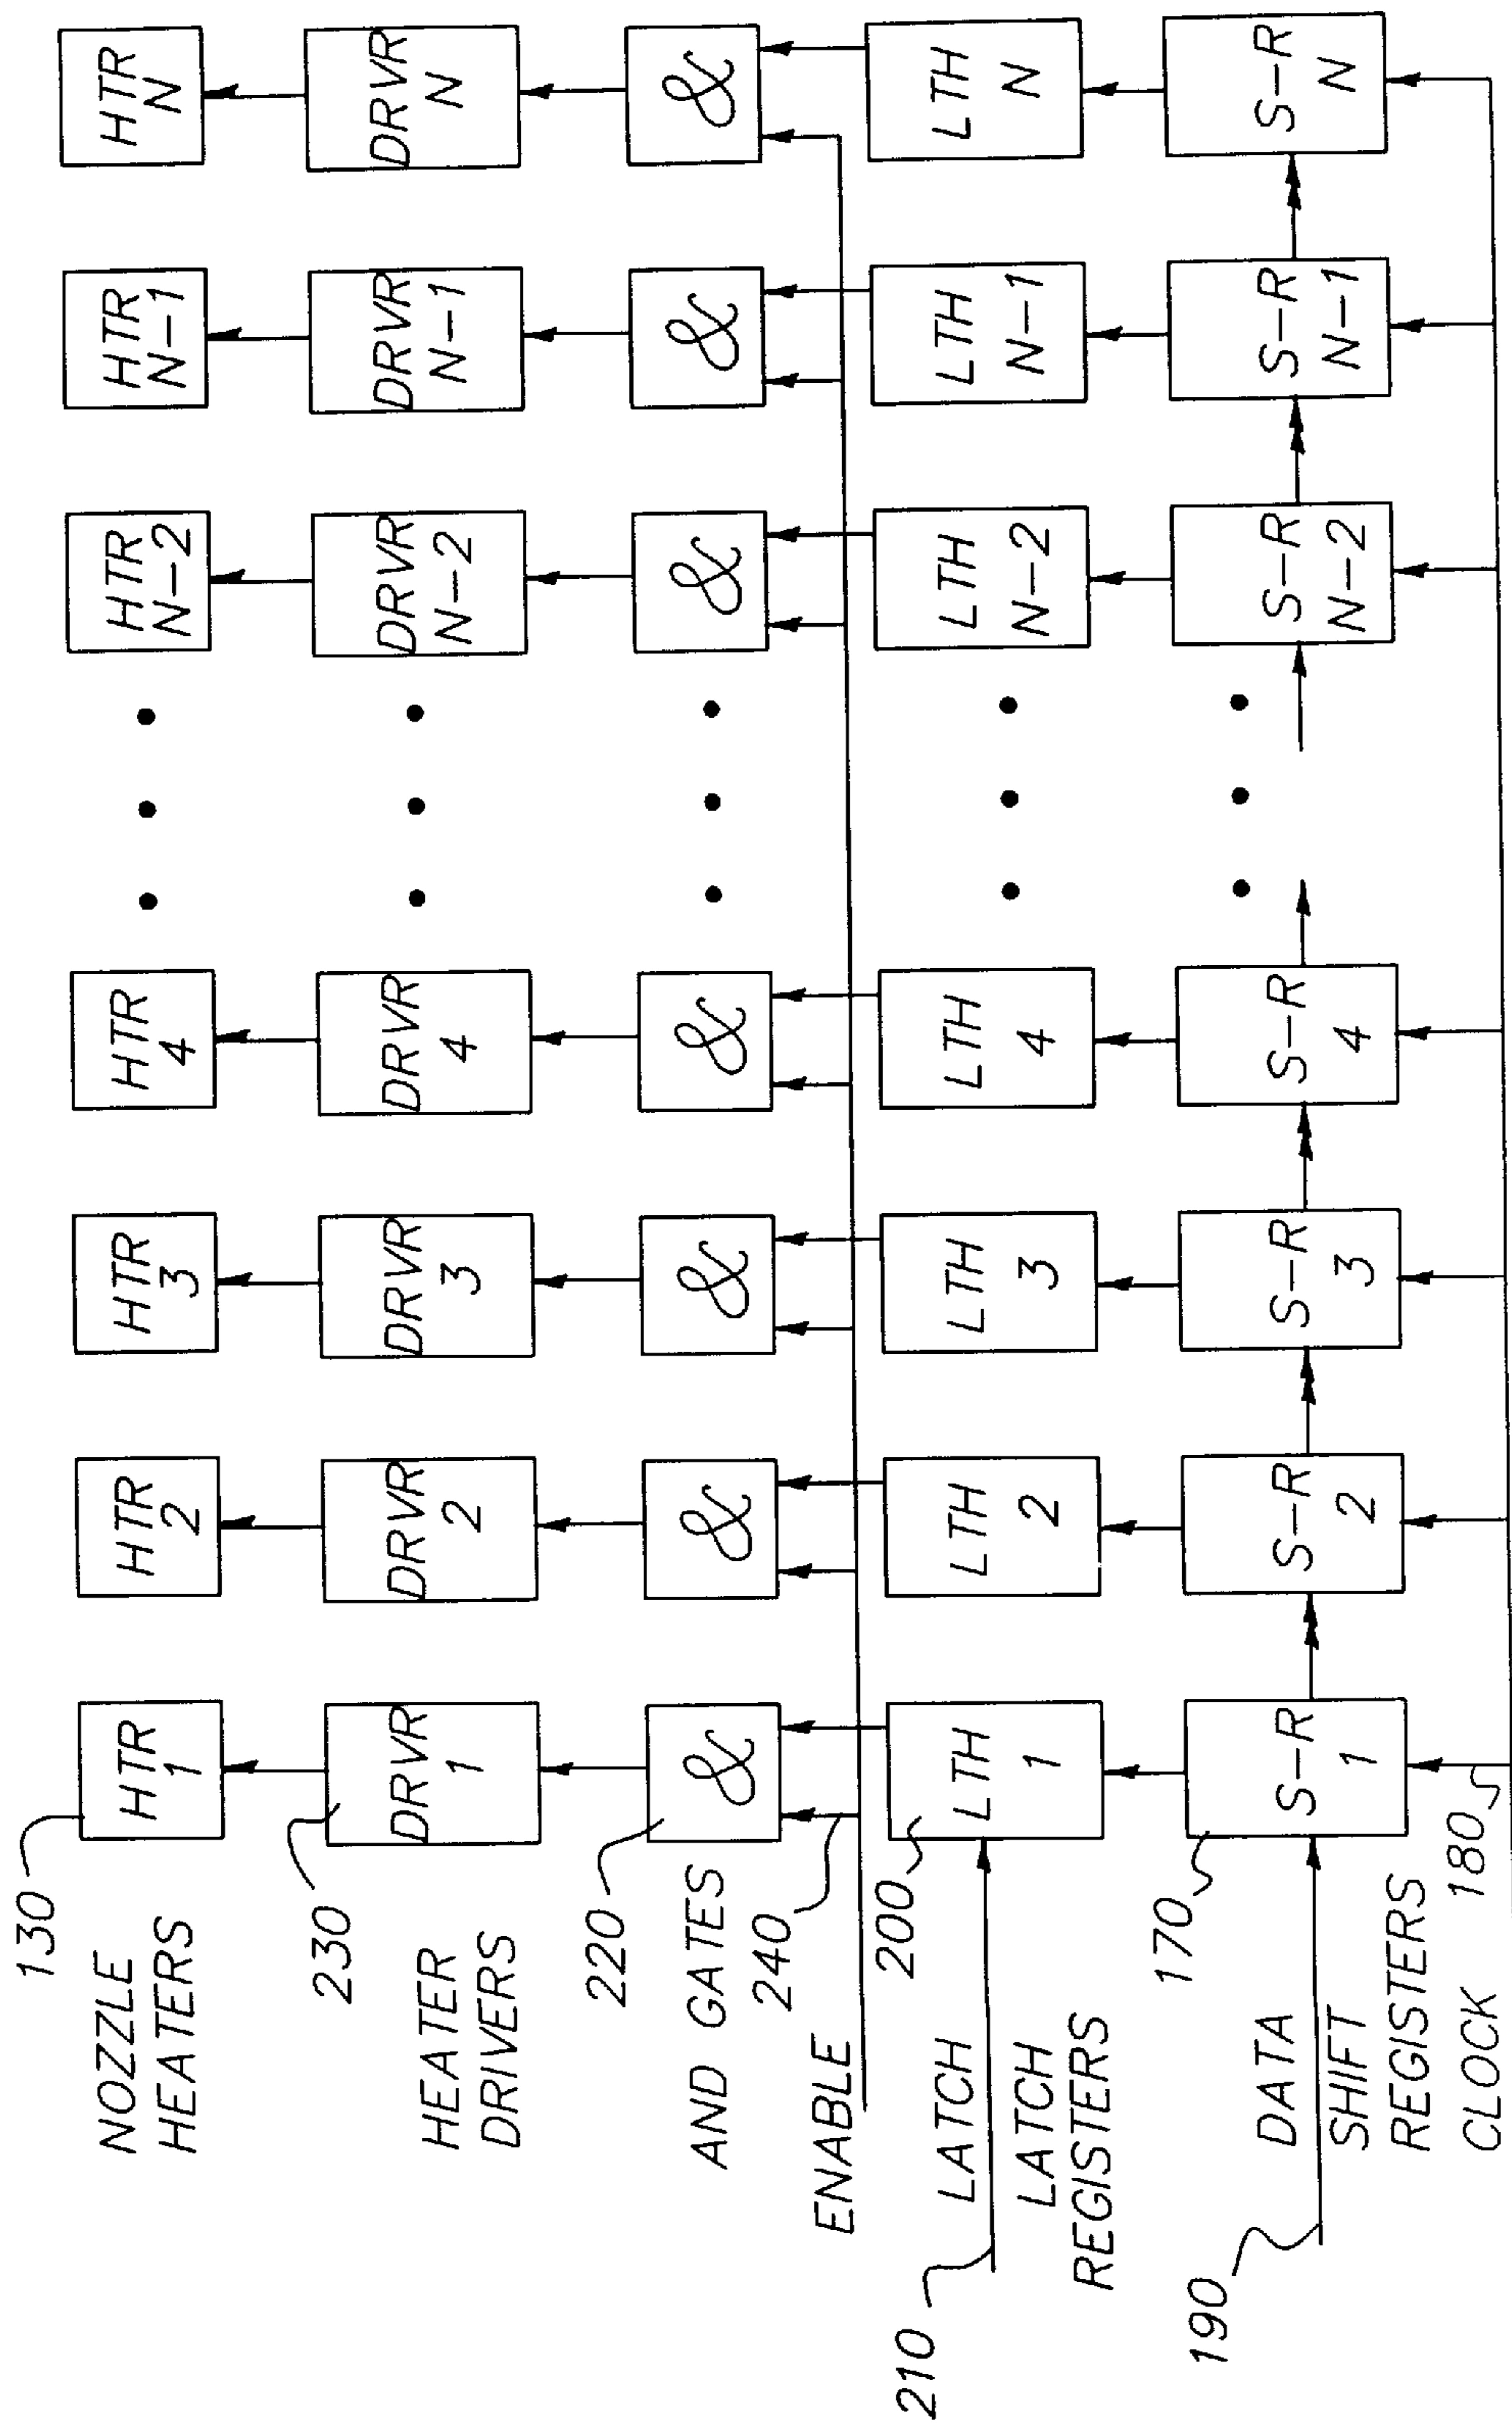 130
NOZZLE
HEATERS
HTR
1
HTR
2
HTR
3
HTR
4
HTR
N-2
HTR
N-1
HTR
N
230
HEATER
DRIVERS
DRVR
1
DRVR
2
DRVR
3
DRVR
4
DRVR
N-2
DRVR
N-1
DRVR
N
220
AND GATES
&
&
&
&
&
&
&
240
ENABLE
200
210
LATCH
LATCH
REGISTERS
LTH
1
LTH
2
LTH
3
LTH
4
LTH
N-2
LTH
N-1
LTH
N
170
190
DATA
SHIFT
REGISTERS
S-R
1
S-R
2
S-R
3
S-R
4
S-R
N-2
S-R
N-1
S-R
N
CLOCK 180